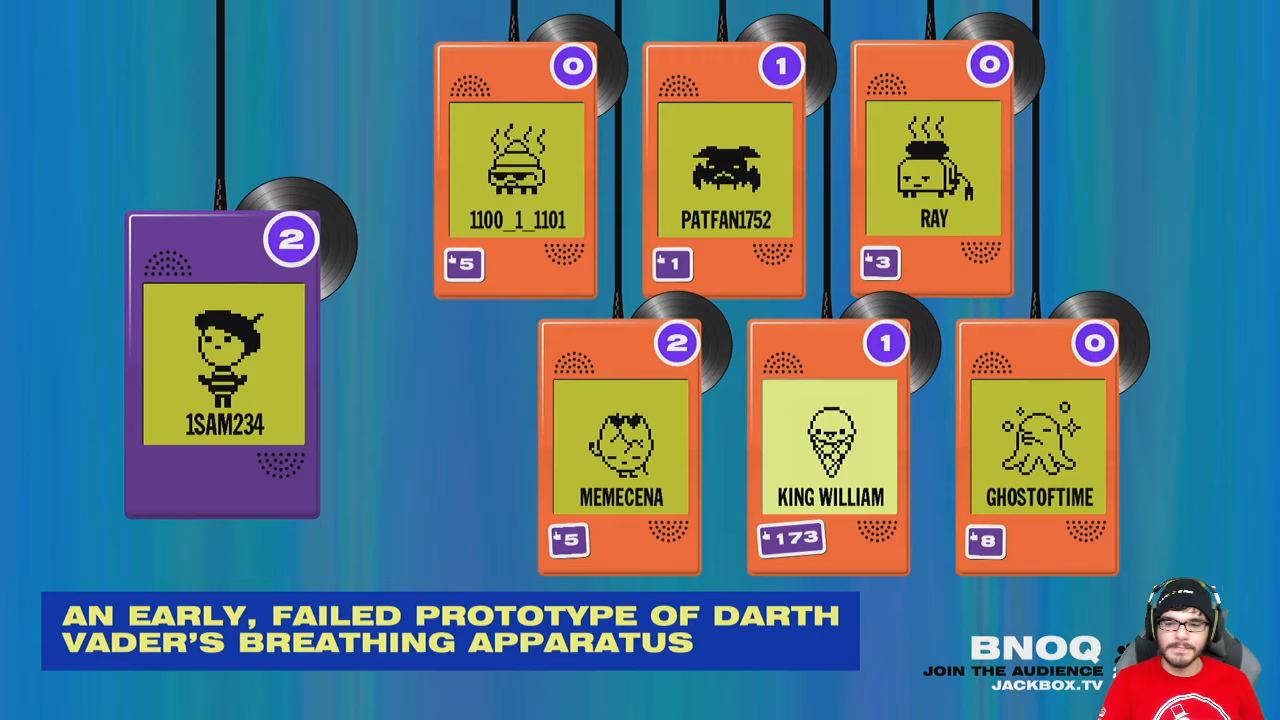 0
1
0
1100_1_1101
PATFAN1752
RAY
5
1
3
2
1SAM234
2
1
0
MEMECENA
KING WILLIAM
GHOSTOFTIME
5
173
8
AN EARLY, FAILED PROTOTYPE OF DARTH
VADER'S BREATHING APPARATUS
BNOQ
JOIN THE AUDIENCE
JACKBOX.TV